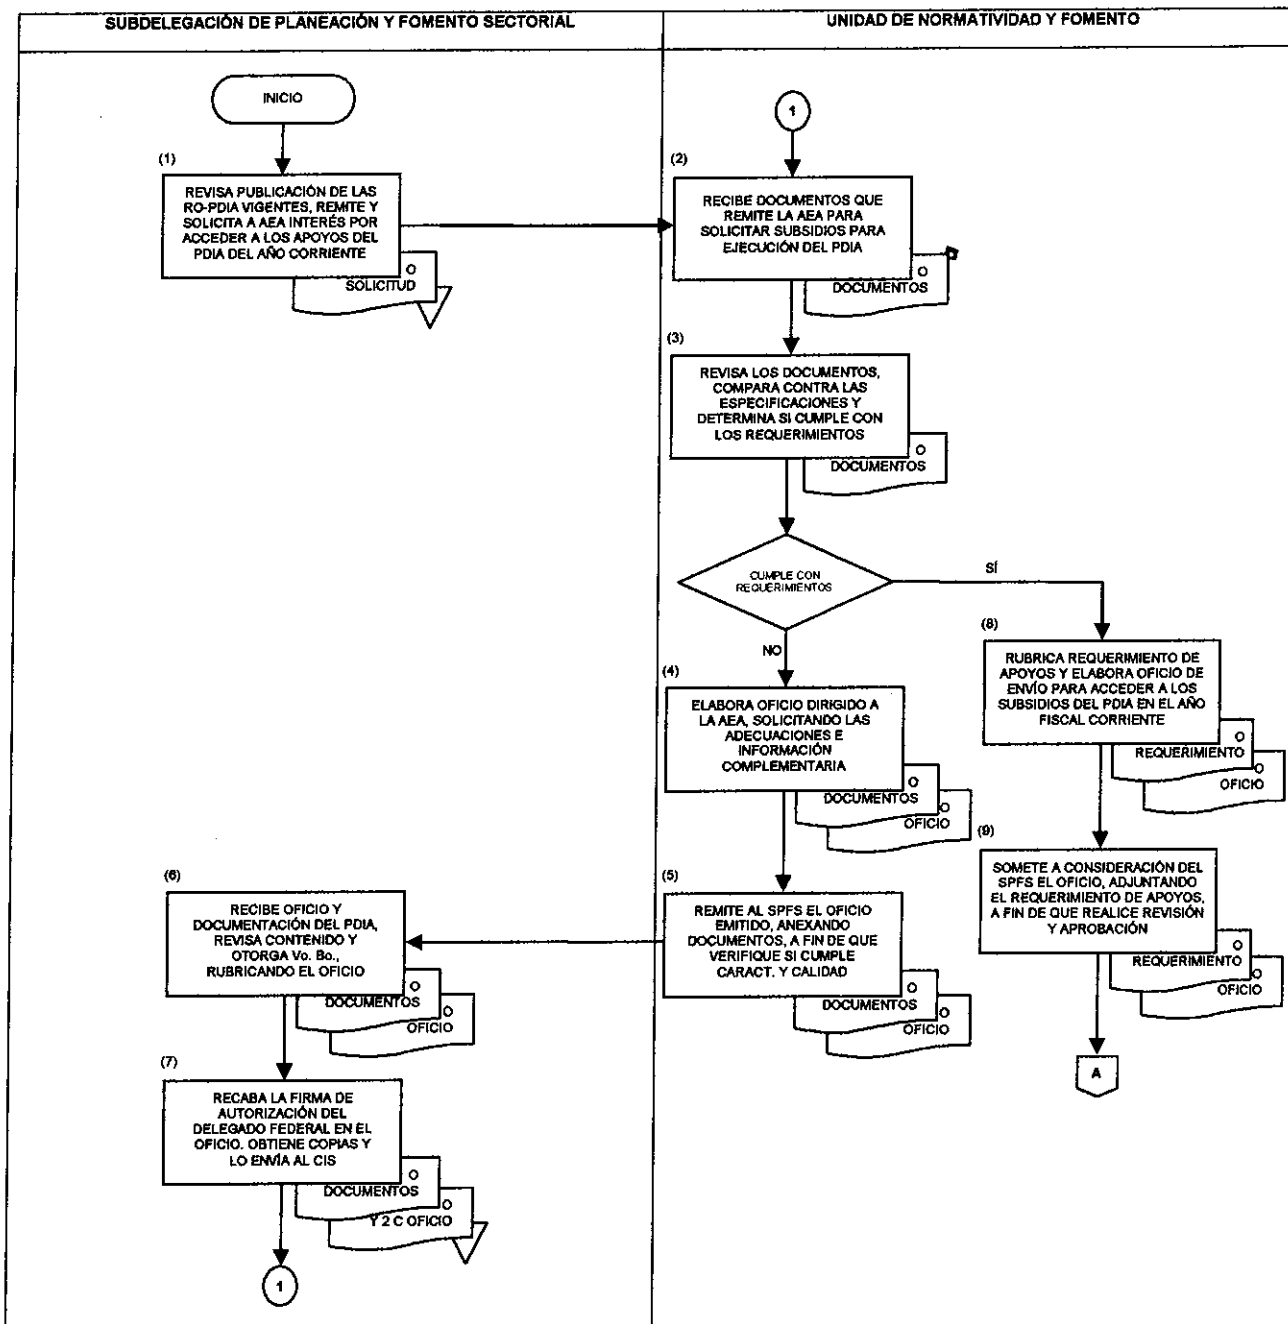 SUBDELEGACIÓN DE PLANEACIÓN Y FOMENTO SECTORIAL
UNIDAD DE NORMATIVIDAD Y FOMENTO
INICIO
(1)
REVISA PUBLICACIÓN DE LAS
RO-PDIA VIGENTES, REMITE Y
SOLICITA A AEA INTERÉS POR
ACCEDER A LOS APOYOS DEL
PDIA DEL AÑO CORRIENTE
O
SOLICITUD
1
(2)
RECIBE DOCUMENTOS QUE
REMITE LA AEA PARA
SOLICITAR SUBSIDIOS PARA
EJECUCIÓN DEL PDIA
O
DOCUMENTOS
(3)
REVISA LOS DOCUMENTOS,
COMPARA CONTRA LAS
ESPECIFICACIONES Y
DETERMINA SI CUMPLE CON
LOS REQUERIMIENTOS
O
DOCUMENTOS
CUMPLE CON
REQUERIMIENTOS
SÍ
NO
(4)
ELABORA OFICIO DIRIGIDO A
LA AEA, SOLICITANDO LAS
ADECUACIONES E
INFORMACIÓN
COMPLEMENTARIA
O
DOCUMENTOS
O
OFICIO
(5)
REMITE AL SPFS EL OFICIO
EMITIDO, ANEXANDO
DOCUMENTOS, A FIN DE QUE
VERIFIQUE SI CUMPLE
CARACT. Y CALIDAD
O
DOCUMENTOS
O
OFICIO
(6)
RECIBE OFICIO Y
DOCUMENTACIÓN DEL PDIA,
REVISA CONTENIDO Y
OTORGA Vo. Bo.,
RUBRICANDO EL OFICIO
O
DOCUMENTOS
O
OFICIO
(7)
RECABA LA FIRMA DE
AUTORIZACIÓN DEL
DELEGADO FEDERAL EN EL
OFICIO. OBTIENE COPIAS Y
LO ENVÍA AL CIS
O
DOCUMENTOS
O
Y 2 C OFICIO
1
(8)
RUBRICA REQUERIMIENTO DE
APOYOS Y ELABORA OFICIO DE
ENVÍO PARA ACCEDER A LOS
SUBSIDIOS DEL PDIA EN EL AÑO
FISCAL CORRIENTE
O
REQUERIMIENTO
O
OFICIO
(9)
SOMETE A CONSIDERACIÓN DEL
SPFS EL OFICIO, ADJUNTANDO
EL REQUERIMIENTO DE APOYOS,
A FIN DE QUE REALICE REVISIÓN
Y APROBACIÓN
O
REQUERIMIENTO
O
OFICIO
A